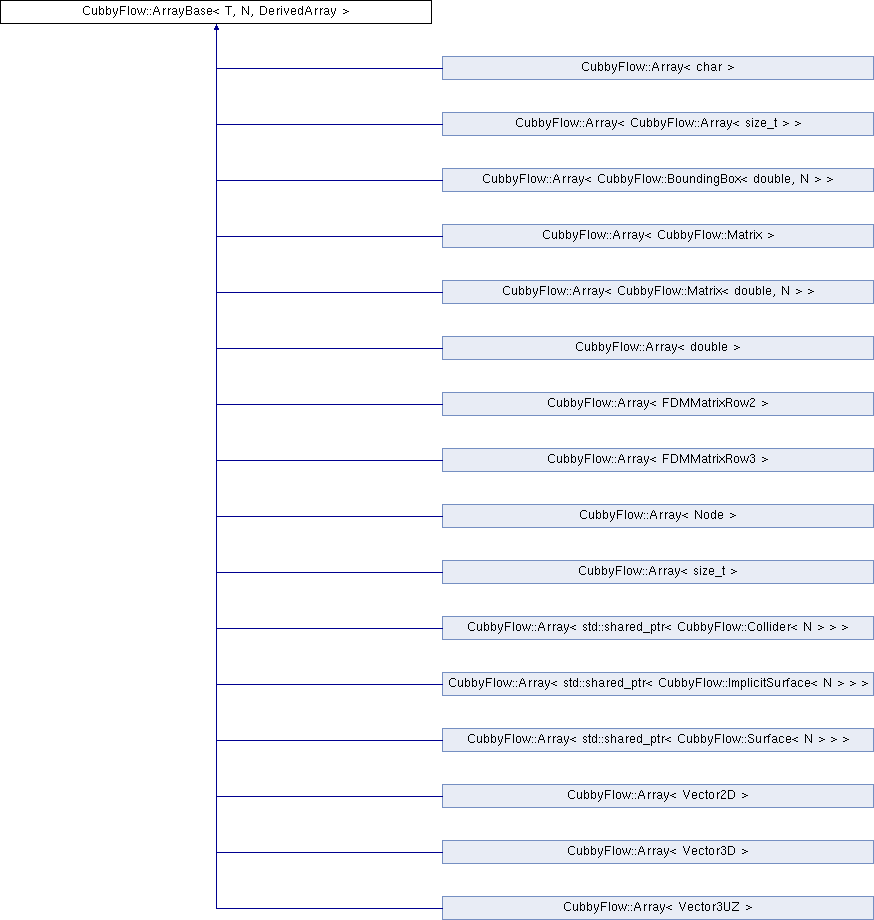 CubbyFlow::ArrayBase< T, N, DerivedArray >
CubbyFlow::Array< char >
CubbyFlow::Array< CubbyFlow::Array< size_t > >
CubbyFlow::Array< CubbyFlow::BoundingBox< double, N > >
CubbyFlow::Array< CubbyFlow::Matrix >
CubbyFlow::Array< CubbyFlow::Matrix< double, N > >
CubbyFlow::Array< double >
CubbyFlow::Array< FDMMatrixRow2 >
CubbyFlow::Array< FDMMatrixRow3 >
CubbyFlow::Array< Node >
CubbyFlow::Array< size_t >
CubbyFlow::Array< std::shared_ptr< CubbyFlow::Collider< N > > >
CubbyFlow::Array< std::shared_ptr< CubbyFlow::ImplicitSurface< N > > >
CubbyFlow::Array< std::shared_ptr< CubbyFlow::Surface< N > > >
CubbyFlow::Array< Vector2D >
CubbyFlow::Array< Vector3D >
CubbyFlow::Array< Vector3UZ >